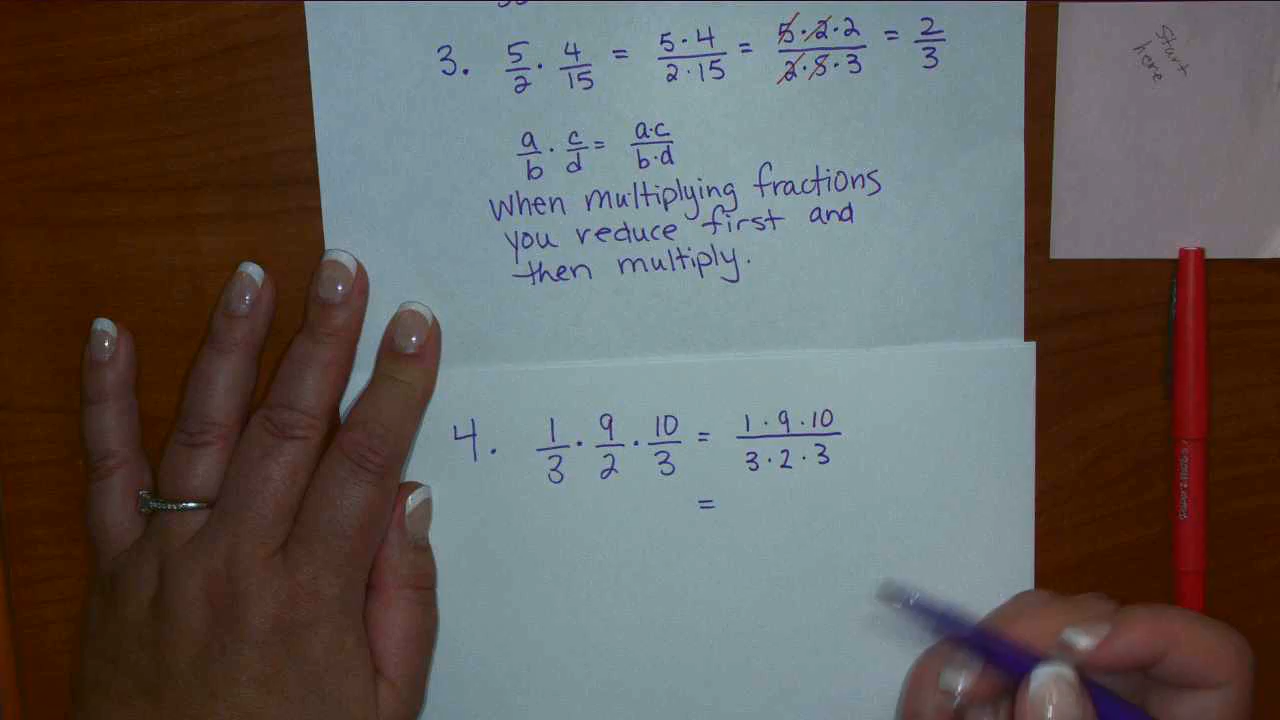 3. 5/2 · 4/15 = 5·4/2·15 = 5·2·2/2·5·3 = 2/3
a/b · c/d = a·c/b·d
When multiplying fractions
you reduce first and
then multiply.
4. 1/3 · 9/2 · 10/3 = 1·9·10/3·2·3
=
Start
here